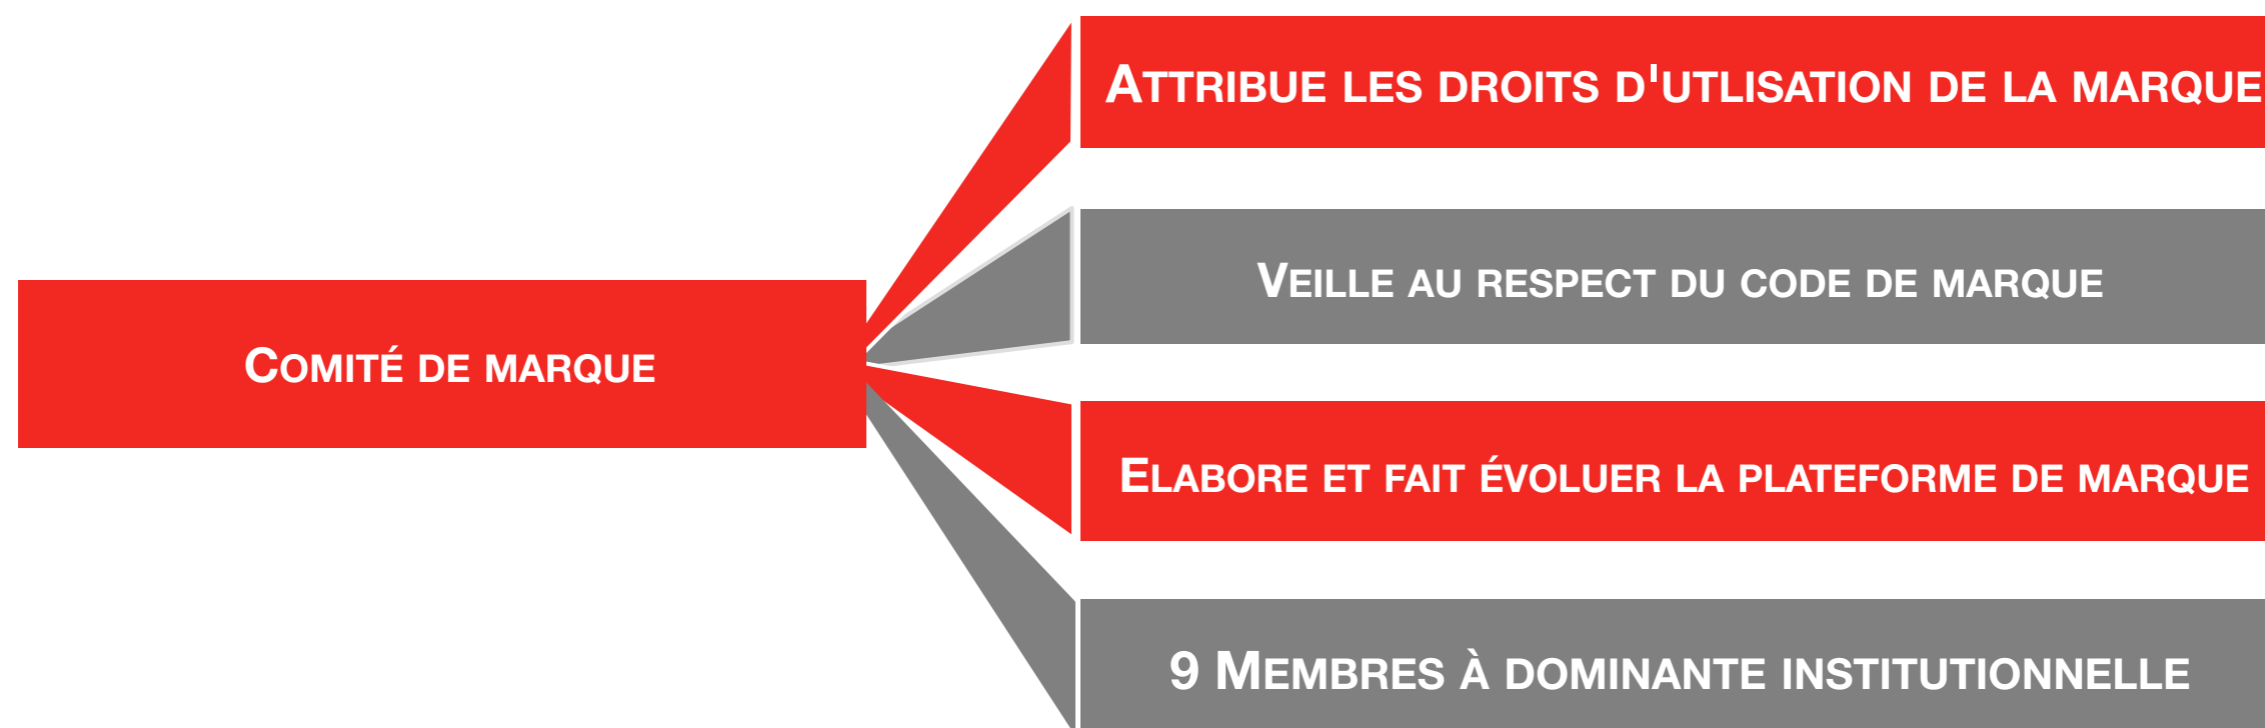 ATTRIBUE LES DROITS D'UTLISATION DE LA MARQUE
VEILLE AU RESPECT DU CODE DE MARQUE
COMITÉ DE MARQUE
ELABORE ET FAIT ÉVOLUER LA PLATEFORME DE MARQUE
9 MEMBRES À DOMINANTE INSTITUTIONNELLE